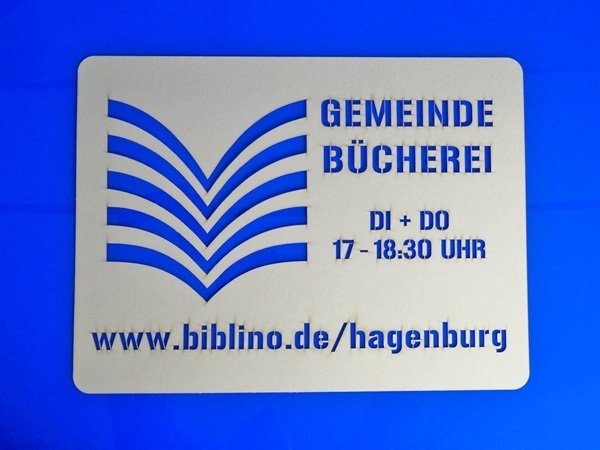 GEMEINDE
BÜCHEREI
DI + DO
17 - 18:30 UHR
www.biblino.de/hagenburg